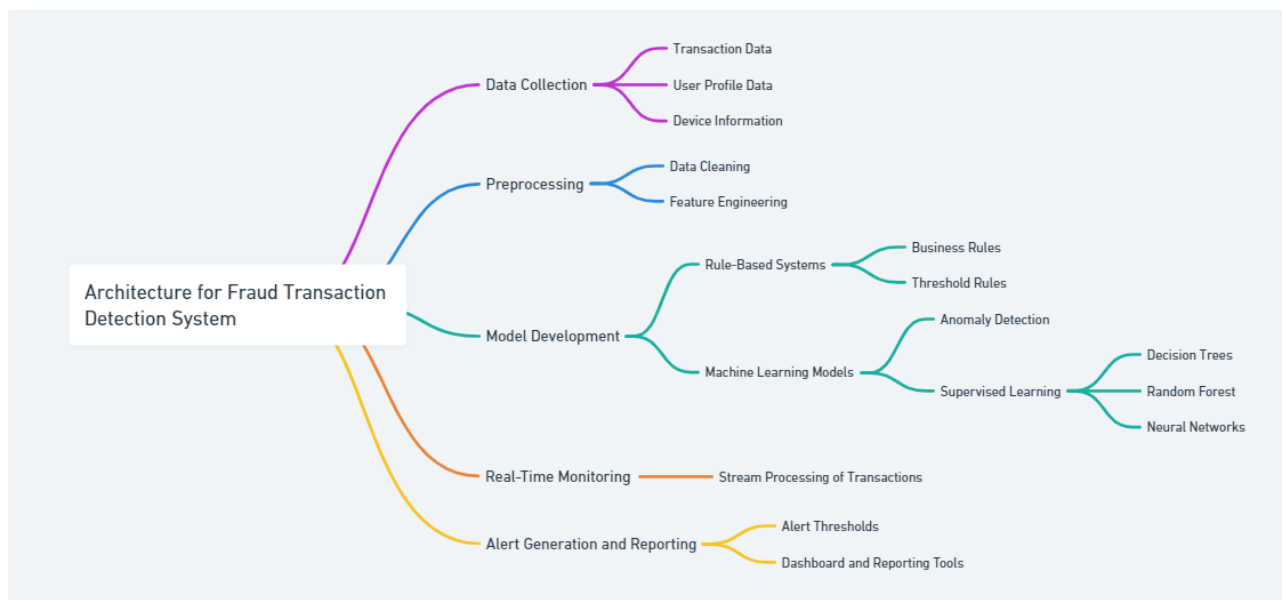 Architecture for Fraud Transaction
Detection System
Data Collection
Transaction Data
User Profile Data
Device Information
Preprocessing
Data Cleaning
Feature Engineering
Model Development
Rule-Based Systems
Business Rules
Threshold Rules
Machine Learning Models
Anomaly Detection
Supervised Learning
Decision Trees
Random Forest
Neural Networks
Real-Time Monitoring
Stream Processing of Transactions
Alert Generation and Reporting
Alert Thresholds
Dashboard and Reporting Tools